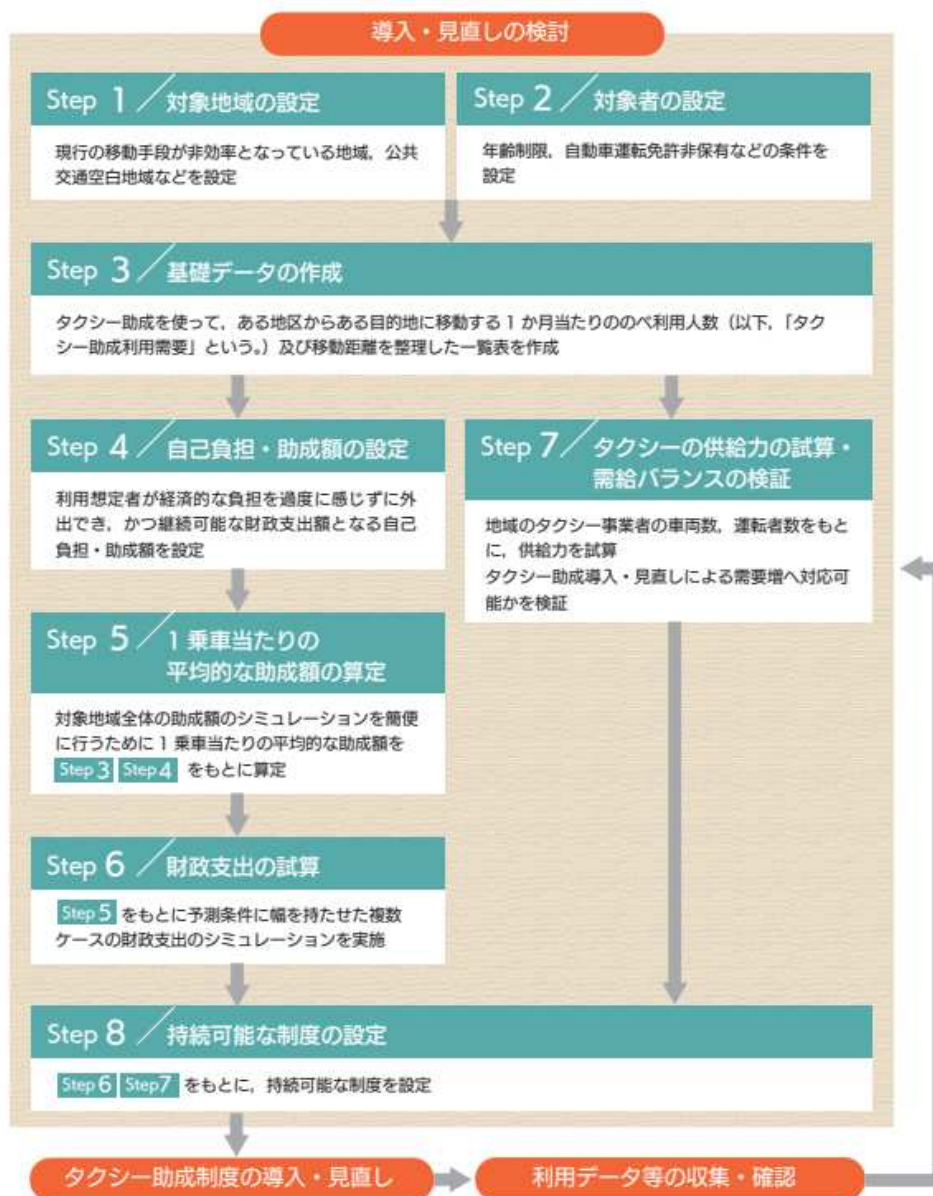 導入・見直しの検討
Step 1／対象地域の設定
現行の移動手段が非効率となっている地域，公共
交通空白地域などを設定
Step 2／対象者の設定
年齢制限，自動車運転免許非保有などの条件を
設定
Step 3／基礎データの作成
タクシー助成を使って，ある地区からある目的地に移動する 1 か月当たりののべ利用人数（以下，「タク
シー助成利用需要」という。）及び移動距離を整理した一覧表を作成
Step 4／自己負担・助成額の設定
利用想定者が経済的な負担を過度に感じずに外
出でき，かつ継続可能な財政支出額となる自己
負担・助成額を設定
Step 5／1 乗車当たりの
平均的な助成額の算定
対象地域全体の助成額のシミュレーションを簡便
に行うために 1 乗車当たりの平均的な助成額を
Step 3 Step 4 をもとに算定
Step 6／財政支出の試算
Step 5 をもとに予測条件に幅を持たせた複数
ケースの財政支出のシミュレーションを実施
Step 7／タクシーの供給力の試算・
需給バランスの検証
地域のタクシー事業者の車両数，運転者数をもと
に，供給力を試算
タクシー助成導入・見直しによる需要増へ対応可
能かを検証
Step 8／持続可能な制度の設定
Step 6 Step 7 をもとに，持続可能な制度を設定
タクシー助成制度の導入・見直し
利用データ等の収集・確認